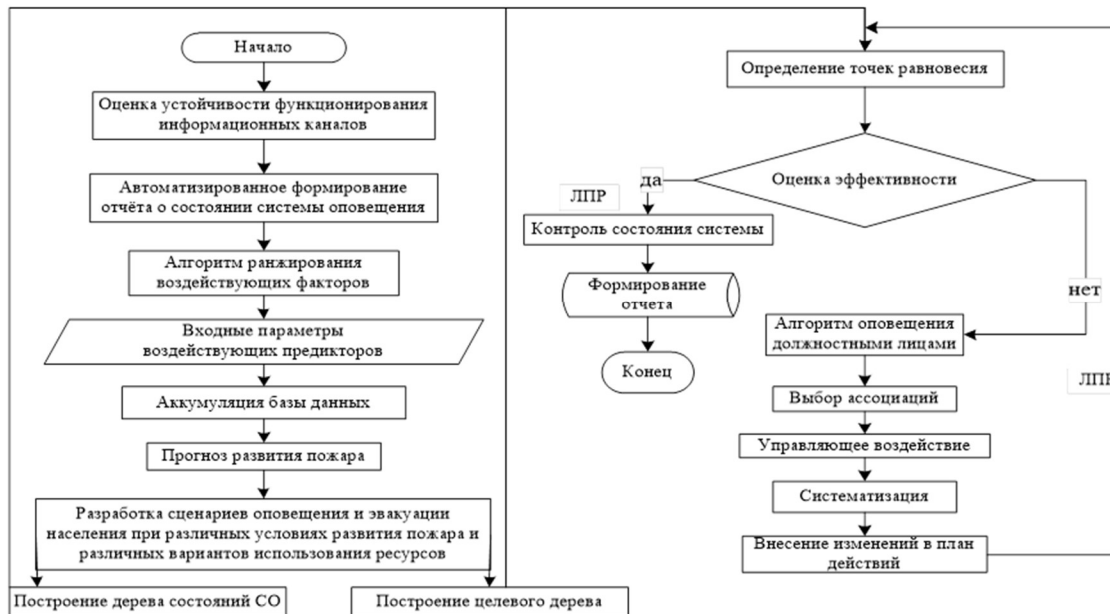 Начало
Оценка устойчивости функционирования
информационных каналов
Автоматизированное формирование
отчёта о состоянии системы оповещения
Алгоритм ранжирования
воздействующих факторов
Входные параметры
воздействующих предикторов
Аккумуляция базы данных
Прогноз развития пожара
Разработка сценариев оповещения и эвакуации
населения при различных условиях развития пожара и
различных вариантов использования ресурсов
Построение дерева состояний СО
Построение целевого дерева
Определение точек равновесия
Оценка эффективности
да
ЛПР
Контроль состояния системы
Формирование
отчета
Конец
нет
Алгоритм оповещения
должностными лицами
ЛПР
Выбор ассоциаций
Управляющее воздействие
Систематизация
Внесение изменений в план
действий